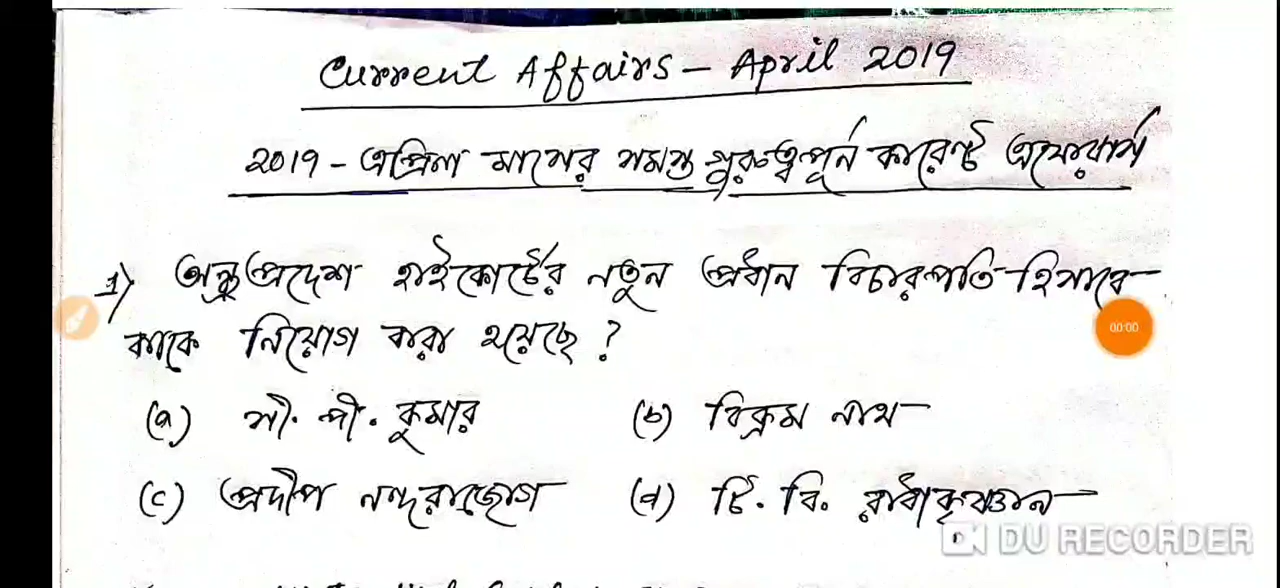 Current Affairs - April 2019
2019 - এপ্রিল মাসের সমস্ত গুরুত্বপূর্ন কারেন্ট এফেয়ার্স
1) অন্ধ্রপ্রদেশ হাইকোর্টের নতুন প্রধান বিচারপতি হিসাবে
কাকে নিয়োগ করা হয়েছে ?
00:00
(a) সী. পী. কুমার (b) বিক্রম নাথ
(c) প্রদীপ নন্দরাজোগ (d) টি. বি. রাধাকৃষ্ণান
DU RECORDER